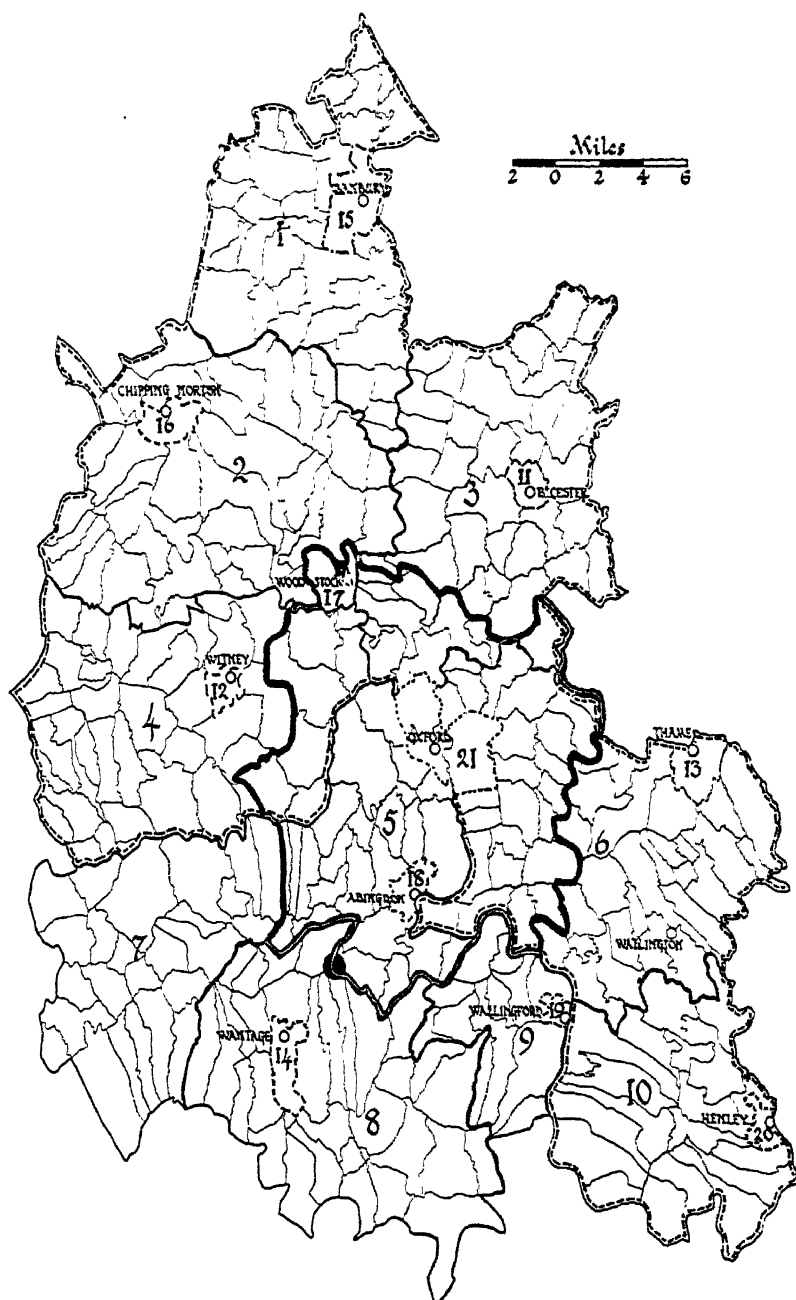 Miles
2 0 2 4 6
BANBURY
15
1
CHIPPING NORTON
16
2
3
11
BICESTER
WOODSTOCK
17
WITNEY
12
4
OXFORD
21
THAME
13
5
6
18
ABINGDON
7
WATLINGTON
WALLINGFORD
19
WANTAGE
14
9
10
8
HENLEY
20